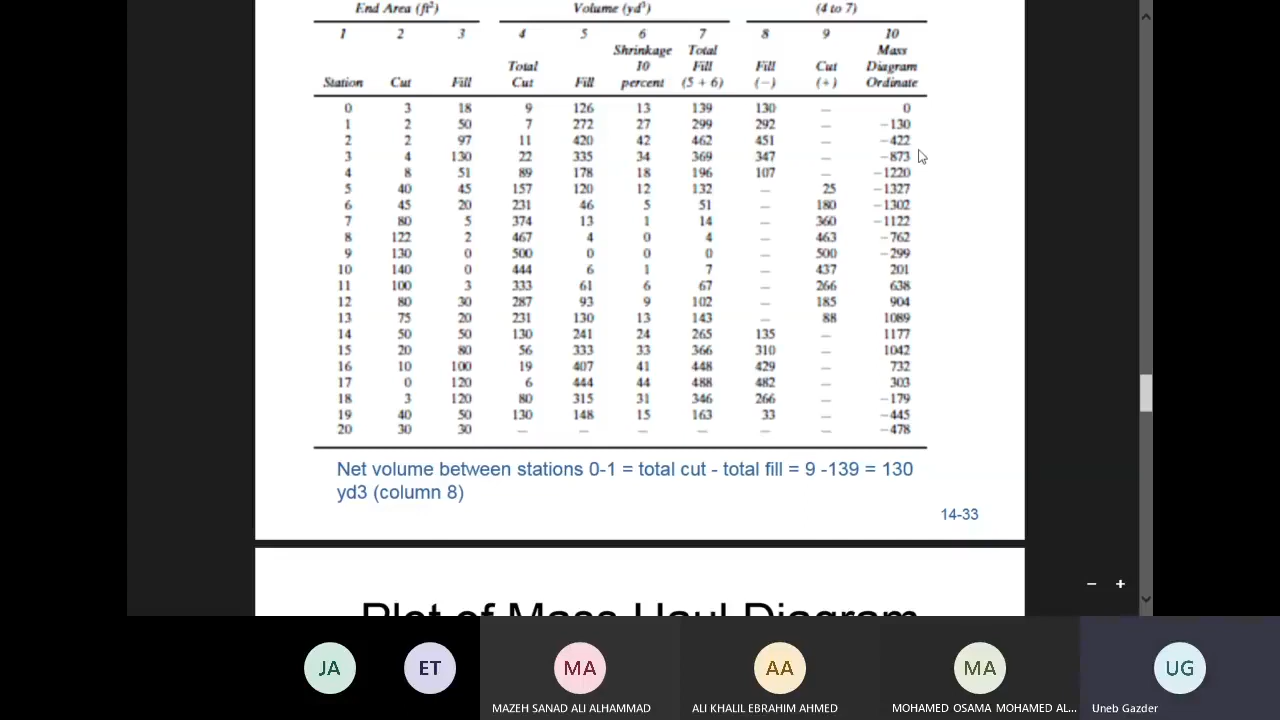 End Area (ft²) Volume (yd³) (4 to 7)
1 2 3 4 5 6 7 8 9 10
Shrinkage Total Mass
Total 10 Fill Fill Cut Diagram
Station Cut Fill Cut Fill percent (5 + 6) (−) (+) Ordinate
0 3 18 9 126 13 139 130 — 0
1 2 50 7 272 27 299 292 — −130
2 2 97 11 420 42 462 451 — −422
3 4 130 22 335 34 369 347 — −873
4 8 51 89 178 18 196 107 — −1220
5 40 45 157 120 12 132 — 25 −1327
6 45 20 231 46 5 51 — 180 −1302
7 80 5 374 13 1 14 — 360 −1122
8 122 2 467 4 0 4 — 463 −762
9 130 0 500 0 0 0 — 500 −299
10 140 0 444 6 1 7 — 437 201
11 100 3 333 61 6 67 — 266 638
12 80 30 287 93 9 102 — 185 904
13 75 20 231 130 13 143 — 88 1089
14 50 50 130 241 24 265 135 — 1177
15 20 80 56 333 33 366 310 — 1042
16 10 100 19 407 41 448 429 — 732
17 0 120 6 444 44 488 482 — 303
18 3 120 80 315 31 346 266 — −179
19 40 50 130 148 15 163 33 — −445
20 30 30 — — — — — — −478
Net volume between stations 0-1 = total cut - total fill = 9 -139 = 130
yd3 (column 8)
14-33
Plot of Mass Haul Diagram
JA ET MA AA MA UG
MAZEH SANAD ALI ALHAMMAD ALI KHALIL EBRAHIM AHMED MOHAMED OSAMA MOHAMED AL... Uneb Gazder